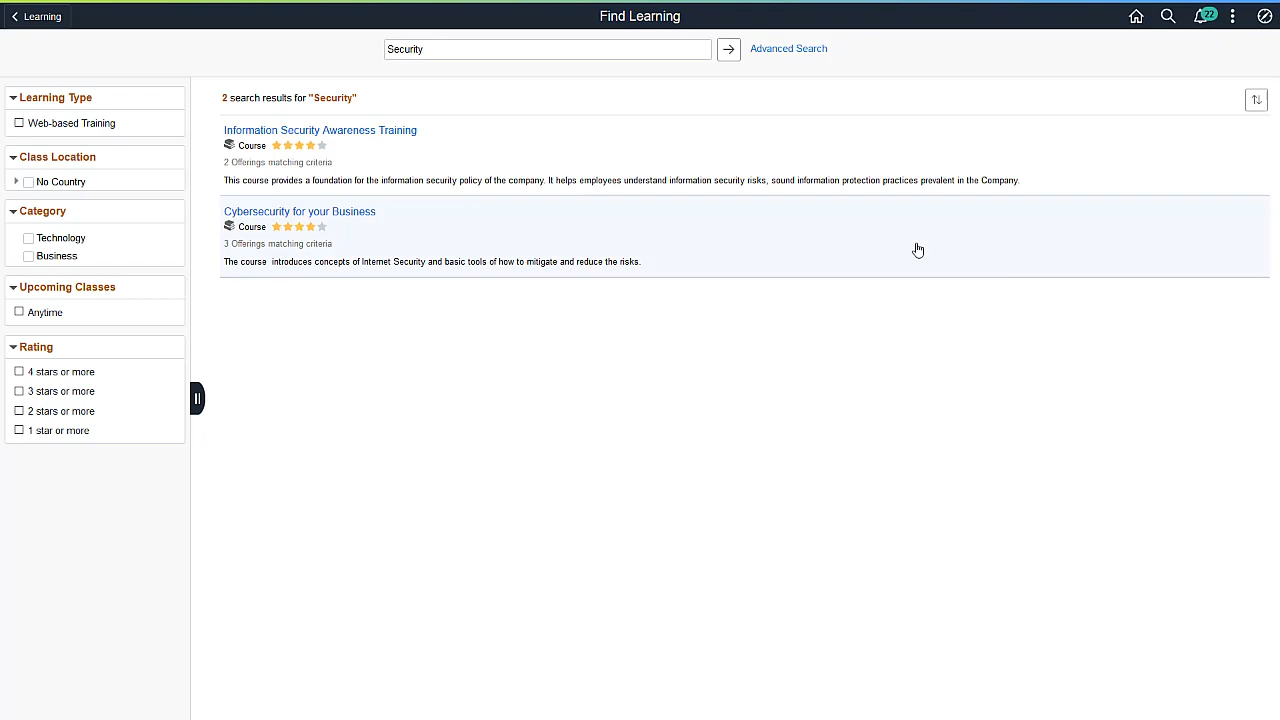 Learning
Find Learning
22
Security
Advanced Search
Learning Type
Web-based Training
Class Location
No Country
Category
Technology
Business
Upcoming Classes
Anytime
Rating
4 stars or more
3 stars or more
2 stars or more
1 star or more
2 search results for "Security"
Information Security Awareness Training
Course
2 Offerings matching criteria
This course provides a foundation for the information security policy of the company. It helps employees understand information security risks, sound information protection practices prevalent in the Company.
Cybersecurity for your Business
Course
3 Offerings matching criteria
The course introduces concepts of Internet Security and basic tools of how to mitigate and reduce the risks.